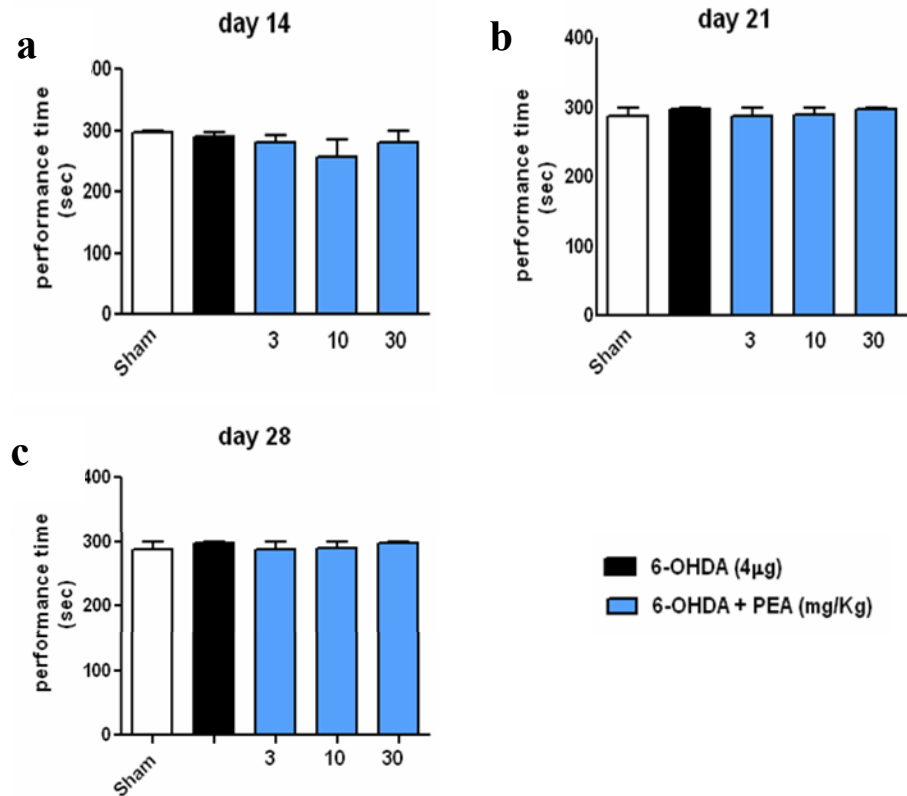 a
day 14
performance time
(sec)
300
200
100
0
Sham
3 10 30
b
day 21
performance time
(sec)
400
300
200
100
0
Sham
3 10 30
c
day 28
performance time
(sec)
400
300
200
100
0
Sham
3 10 30
6-OHDA (4µg)
6-OHDA + PEA (mg/Kg)